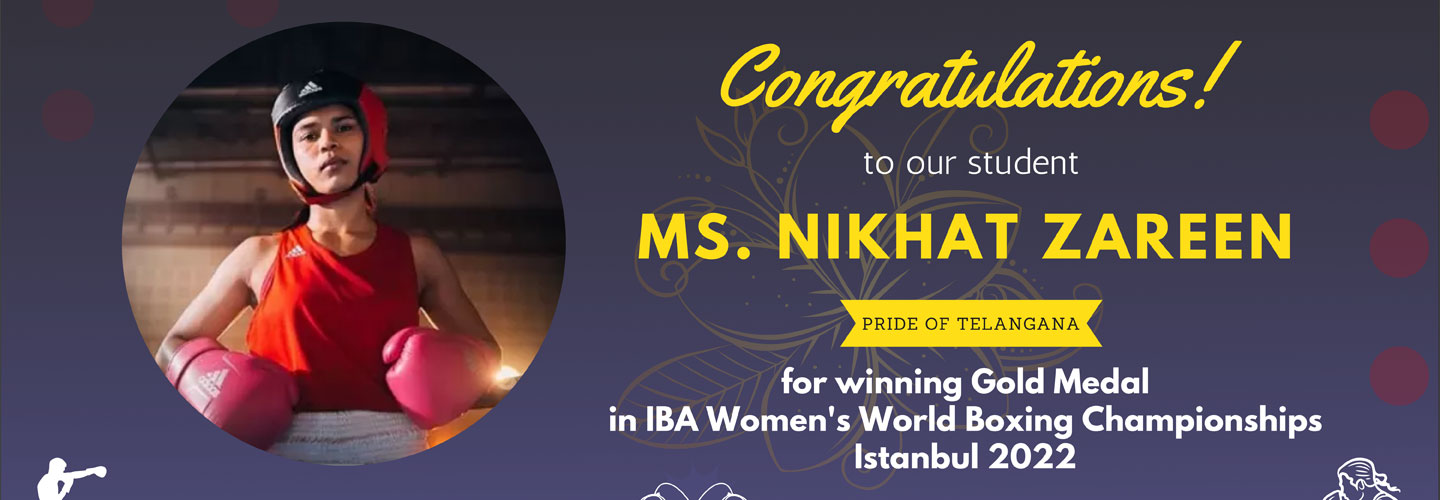 Congratulations!
to our student
MS. NIKHAT ZAREEN
PRIDE OF TELANGANA
for winning Gold Medal
in IBA Women's World Boxing Championships
Istanbul 2022
adidas